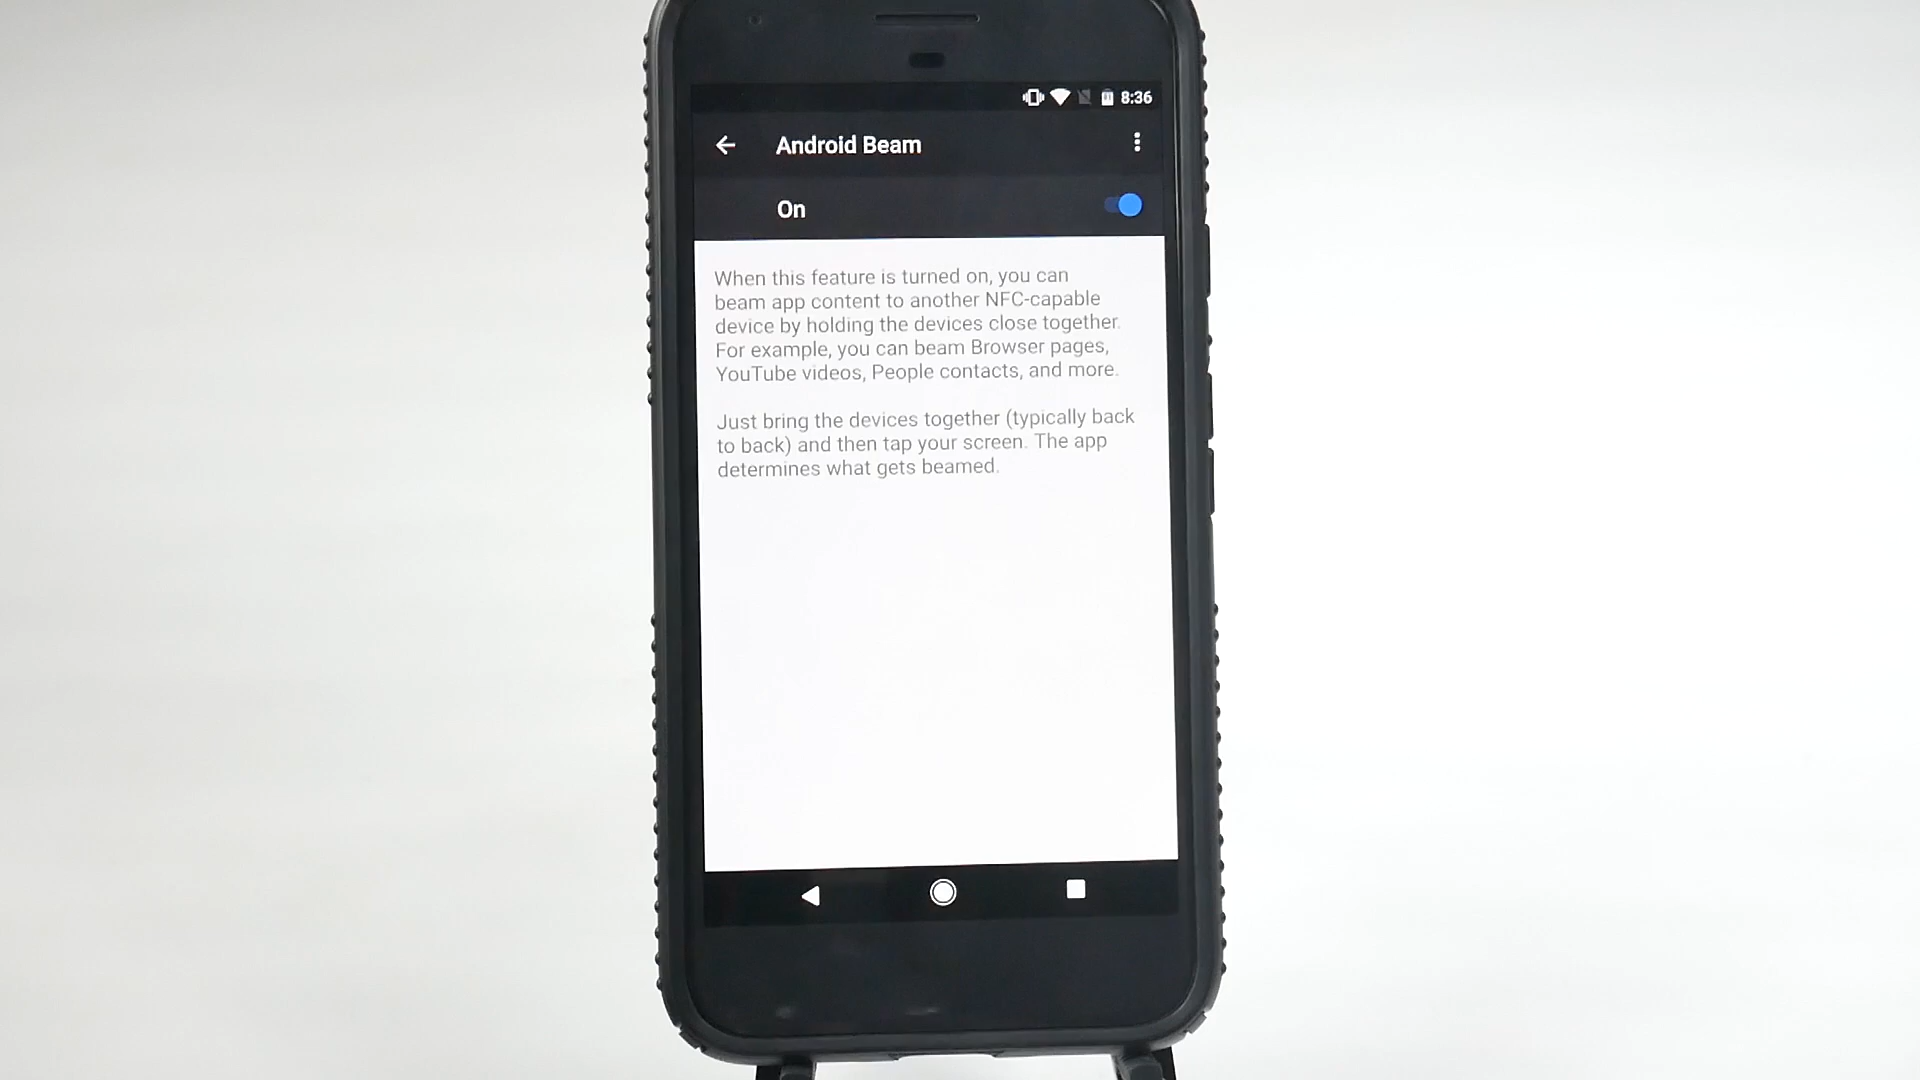 8:36
Android Beam
On
When this feature is turned on, you can
beam app content to another NFC-capable
device by holding the devices close together.
For example, you can beam Browser pages,
YouTube videos, People contacts, and more.
Just bring the devices together (typically back
to back) and then tap your screen. The app
determines what gets beamed.